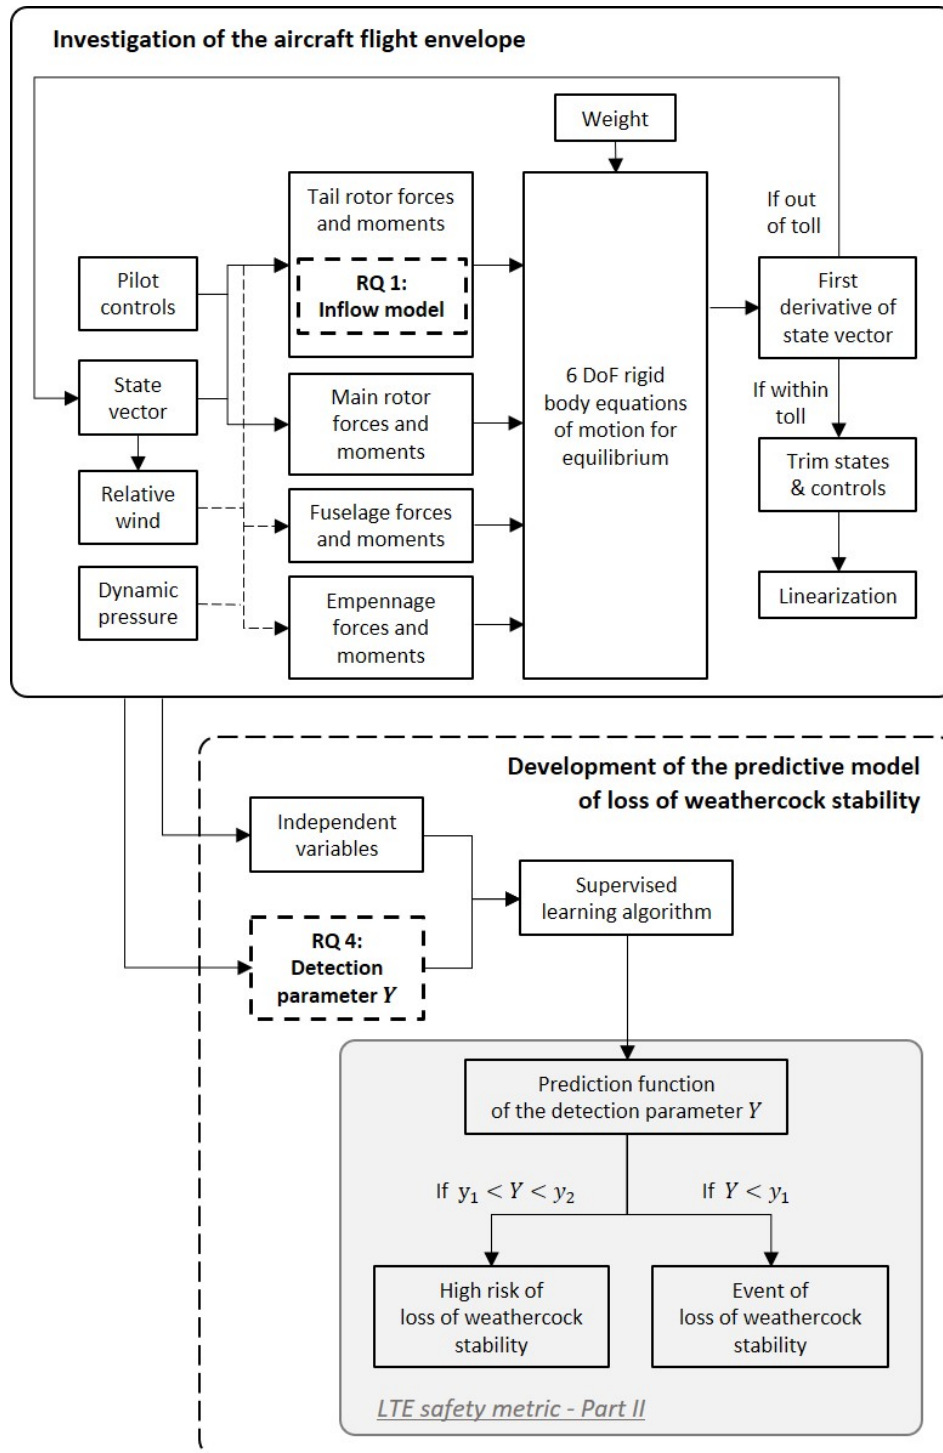 Investigation of the aircraft flight envelope
Weight
Tail rotor forces
and moments
If out
of toll
Pilot
controls
RQ 1:
Inflow model
First
derivative of
state vector
State
vector
Main rotor
forces and
moments
6 DoF rigid
body equations
of motion for
equilibrium
If within
toll
Trim states
& controls
Relative
wind
Fuselage forces
and moments
Dynamic
pressure
Empennage
forces and
moments
Linearization
Development of the predictive model
of loss of weathercock stability
Independent
variables
Supervised
learning algorithm
RQ 4:
Detection
parameter Y
Prediction function
of the detection parameter Y
If y₁ < Y < y₂
If Y < y₁
High risk of
loss of weathercock
stability
Event of
loss of weathercock
stability
LTE safety metric - Part II